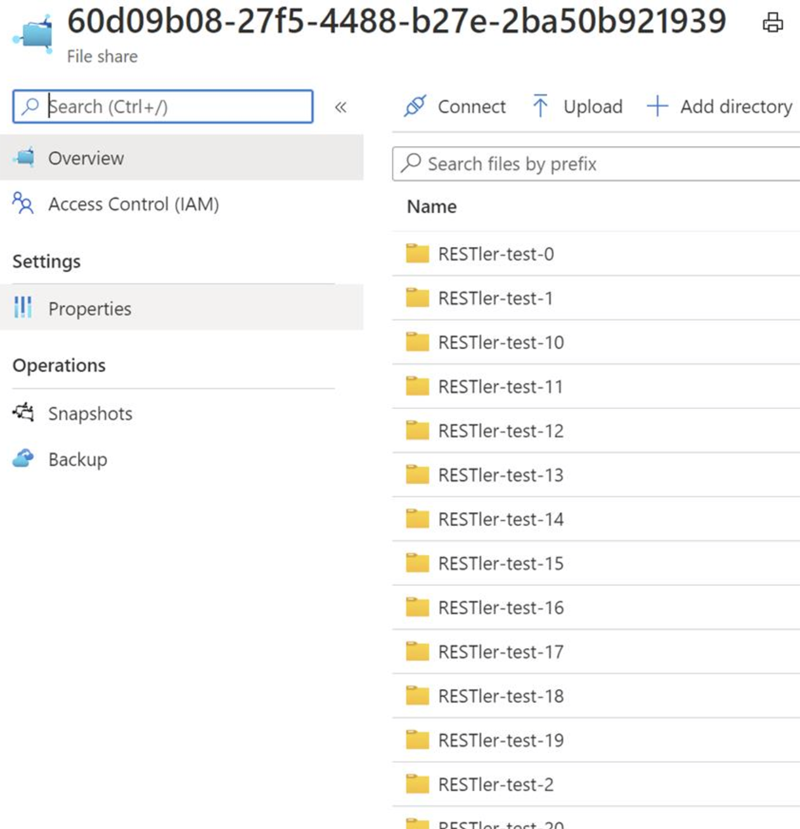 60d09b08-27f5-4488-b27e-2ba50b921939
File share
Search (Ctrl+/)
«
Overview
Access Control (IAM)
Settings
Properties
Operations
Snapshots
Backup
Connect
Upload
Add directory
Search files by prefix
Name
RESTler-test-0
RESTler-test-1
RESTler-test-10
RESTler-test-11
RESTler-test-12
RESTler-test-13
RESTler-test-14
RESTler-test-15
RESTler-test-16
RESTler-test-17
RESTler-test-18
RESTler-test-19
RESTler-test-2
RESTler-test-20